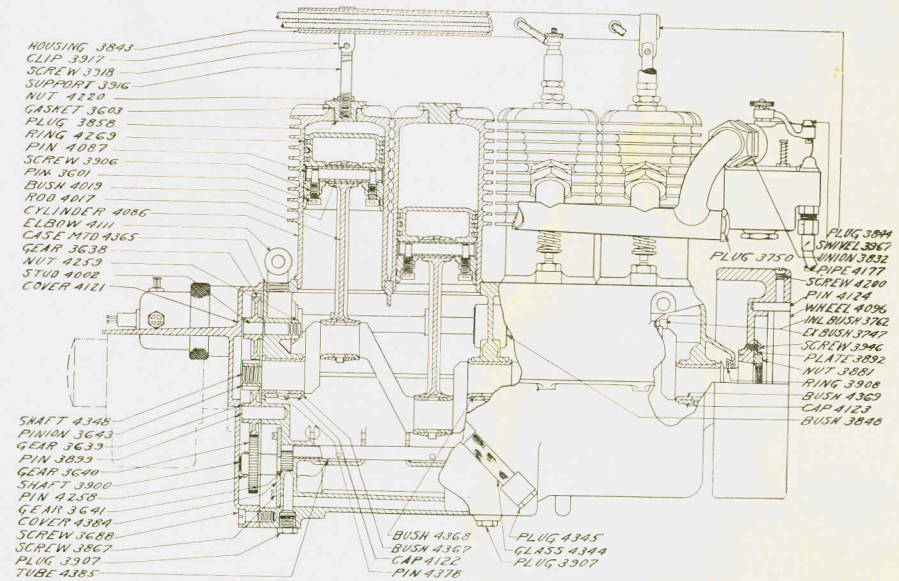 HOUSING 3843
CLIP 3917
SCREW 3918
SUPPORT 3916
NUT 4220
GASKET 3603
PLUG 3858
RING 4269
PIN 4087
SCREW 3906
PIN 3601
BUSH 4019
ROD 4017
CYLINDER 4086
ELBOW 4111
CASE MTD 4365
GEAR 3638
NUT 4259
STUD 4002
COVER 4121
SHAFT 4348
PINION 3643
GEAR 3639
PIN 3899
GEAR 3640
SHAFT 3900
PIN 4258
GEAR 3641
COVER 4384
SCREW 3688
SCREW 3867
PLUG 3907
TUBE 4385
BUSH 4368
BUSH 4367
CAP 4122
PIN 4378
PLUG 4345
GLASS 4344
PLUG 3907
PLUG 3750
PLUG 3844
SWIVEL 3967
UNION 3832
PIPE 4177
SCREW 4200
PIN 4124
WHEEL 4096
INL BUSH 3762
EX BUSH 3747
SCREW 3946
PLATE 3892
NUT 3881
RING 3908
BUSH 4369
CAP 4123
BUSH 3848